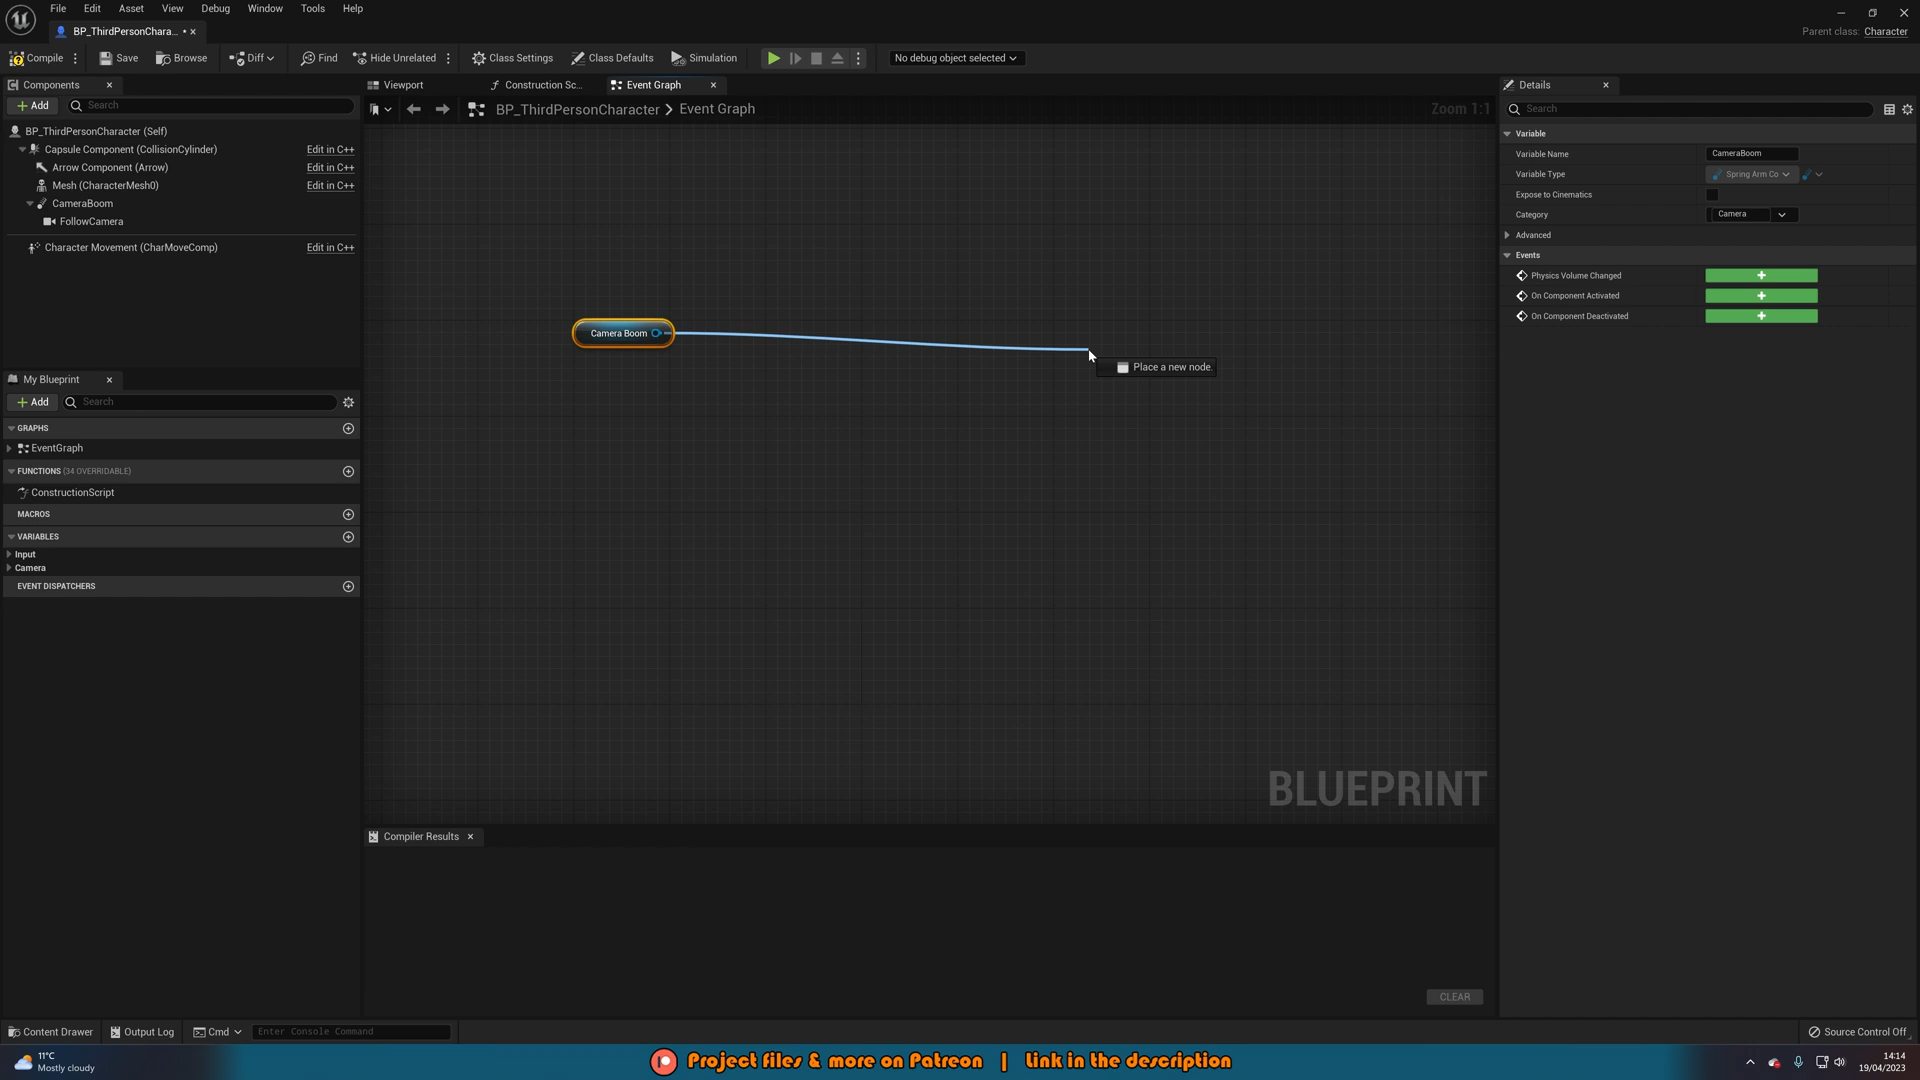 File Edit Asset View Debug Window Tools Help
BP_ThirdPersonChara... •
Parent class: Character
Compile Save Browse Diff Find Hide Unrelated Class Settings Class Defaults Simulation No debug object selected
Components
Add Search
BP_ThirdPersonCharacter (Self)
Capsule Component (CollisionCylinder) Edit in C++
Arrow Component (Arrow) Edit in C++
Mesh (CharacterMesh0) Edit in C++
CameraBoom
FollowCamera
Character Movement (CharMoveComp) Edit in C++
My Blueprint
Add Search
GRAPHS
EventGraph
FUNCTIONS (34 OVERRIDABLE)
ConstructionScript
MACROS
VARIABLES
Input
Camera
EVENT DISPATCHERS
Viewport Construction Sc... Event Graph
BP_ThirdPersonCharacter > Event Graph Zoom 1:1
Camera Boom
Place a new node.
BLUEPRINT
Compiler Results
CLEAR
Details
Search
Variable
Variable Name CameraBoom
Variable Type Spring Arm Co
Expose to Cinematics
Category Camera
Advanced
Events
Physics Volume Changed
On Component Activated
On Component Deactivated
Content Drawer Output Log Cmd Enter Console Command Source Control Off
11°C
Mostly cloudy
Project files & more on Patreon | Link in the description
14:14
19/04/2023